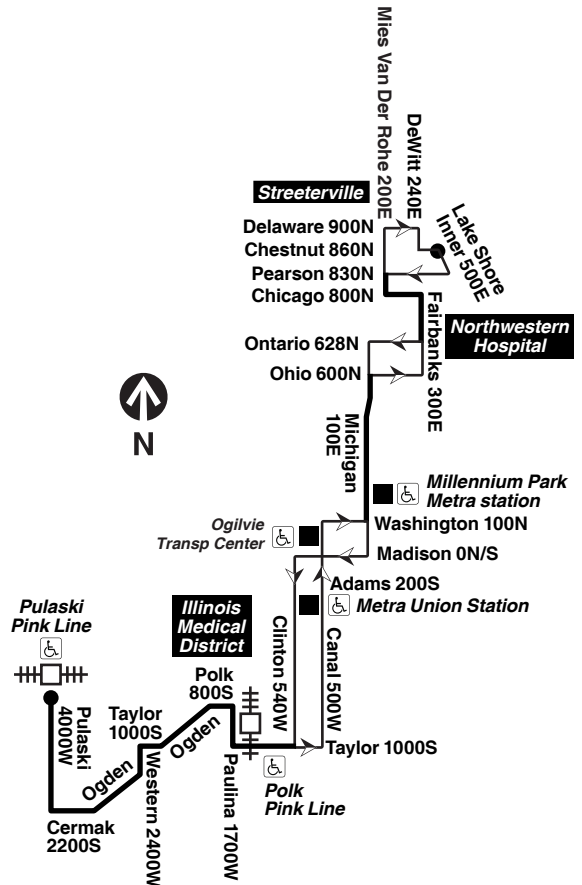 Mies Van Der Rohe 200E
DeWitt 240E
Streeterville
Delaware 900N
Chestnut 860N
Pearson 830N
Chicago 800N
Lake Shore
Inner 500E
Fairbanks 300E
Northwestern
Hospital
Ontario 628N
Ohio 600N
N
Michigan
100E
Millennium Park
Metra station
Washington 100N
Ogilvie
Transp Center
Madison 0N/S
Adams 200S
Metra Union Station
Pulaski
Pink Line
Illinois
Medical
District
Clinton 540W
Canal 500W
Polk
800S
Pulaski
4000W
Taylor
1000S
Ogden
Taylor 1000S
Ogden
Western 2400W
Paulina 1700W
Polk
Pink Line
Cermak
2200S